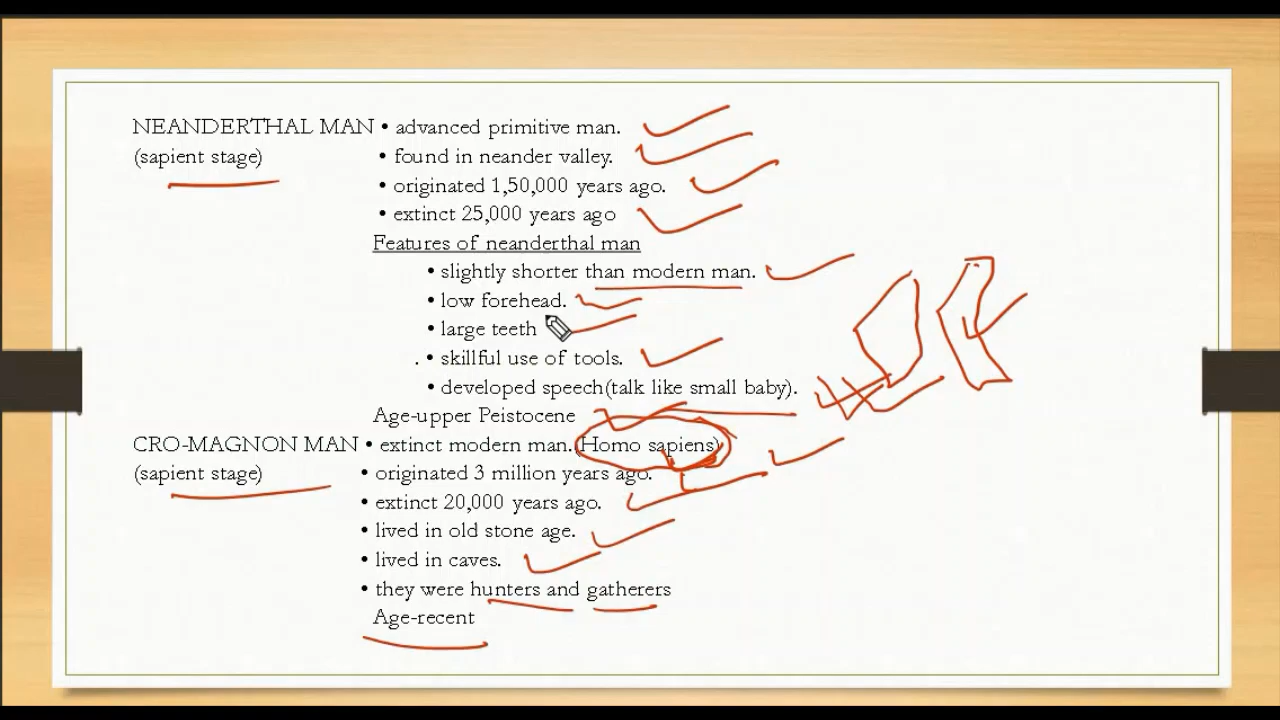 NEANDERTHAL MAN • advanced primitive man.
(sapient stage) • found in neander valley.
• originated 1,50,000 years ago.
• extinct 25,000 years ago
Features of neanderthal man
• slightly shorter than modern man.
• low forehead.
• large teeth
. • skillful use of tools.
• developed speech(talk like small baby).
Age-upper Peistocene
CRO-MAGNON MAN • extinct modern man.(Homo sapiens)
(sapient stage) • originated 3 million years ago.
• extinct 20,000 years ago.
• lived in old stone age.
• lived in caves.
• they were hunters and gatherers
Age-recent